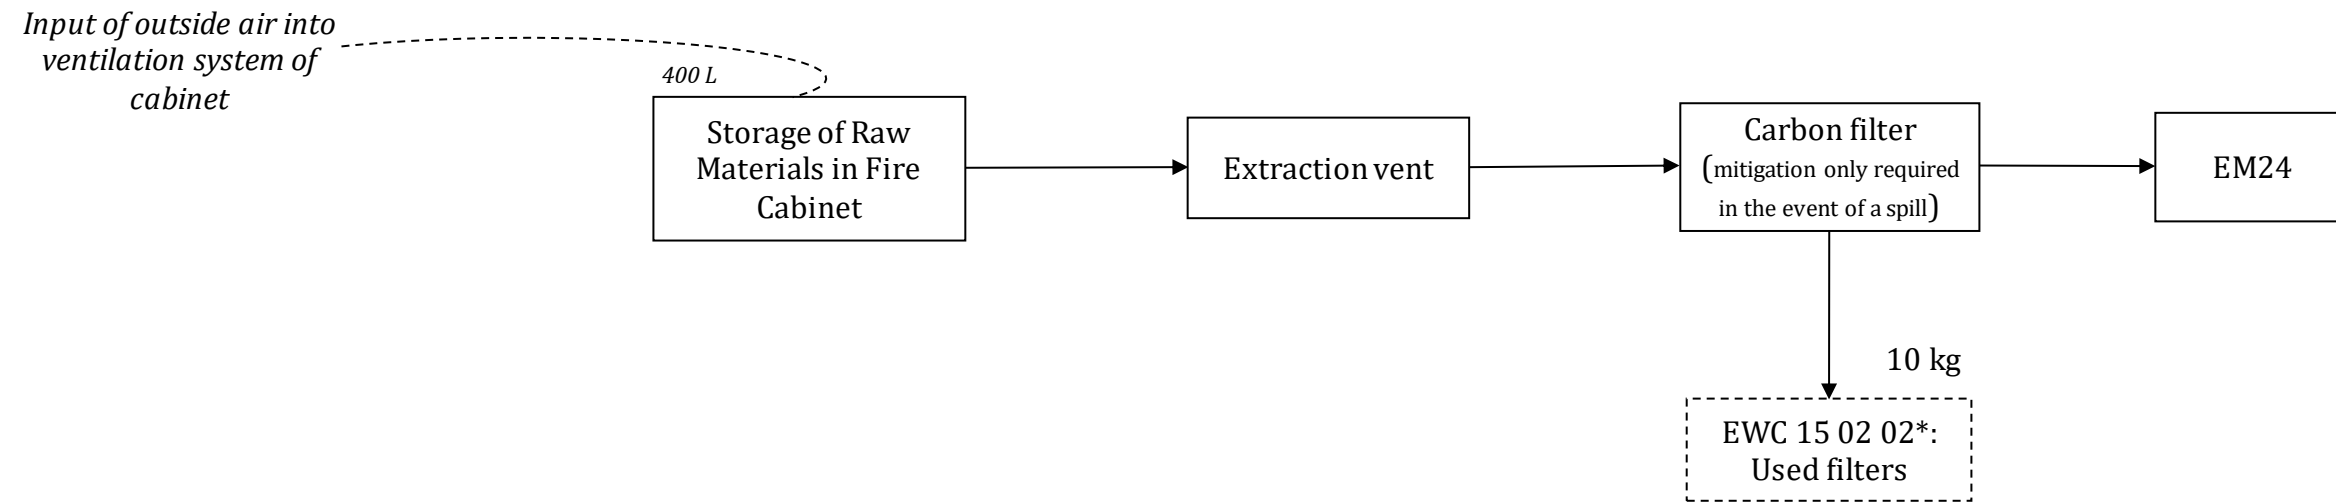 Input of outside air into
ventilation system of
cabinet
400 L
Storage of Raw
Materials in Fire
Cabinet
Extraction vent
Carbon filter
(mitigation only required
in the event of a spill)
EM24
10 kg
EWC 15 02 02*:
Used filters